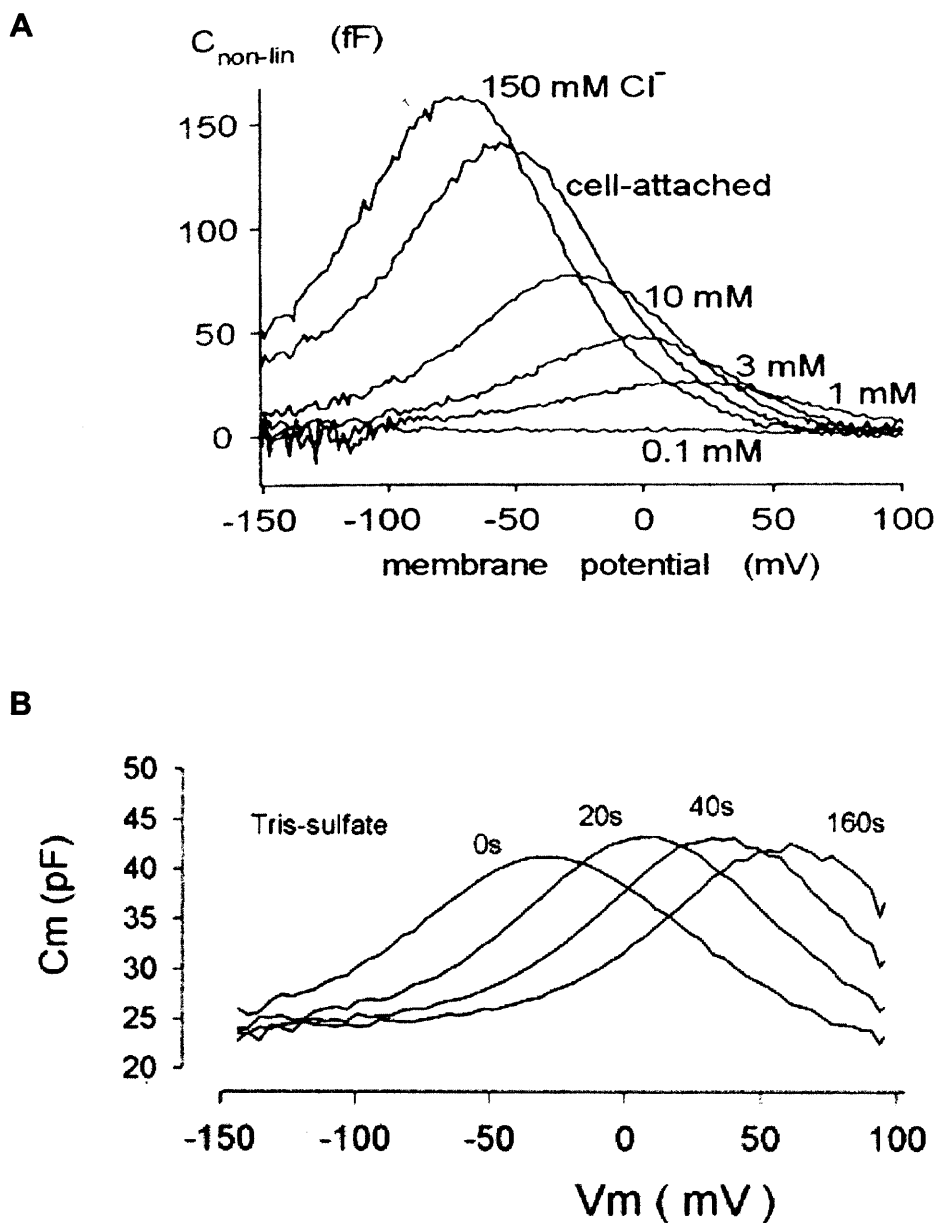 A
C_non-lin (fF)
150 mM Cl⁻
150
cell-attached
100
10 mM
50
3 mM
1 mM
0
0.1 mM
-150 -100 -50 0 50 100
membrane potential (mV)
B
50
45
40
35
30
25
20
Cm (pF)
Tris-sulfate
0s
20s
40s
160s
-150 -100 -50 0 50 100
Vm ( mV )